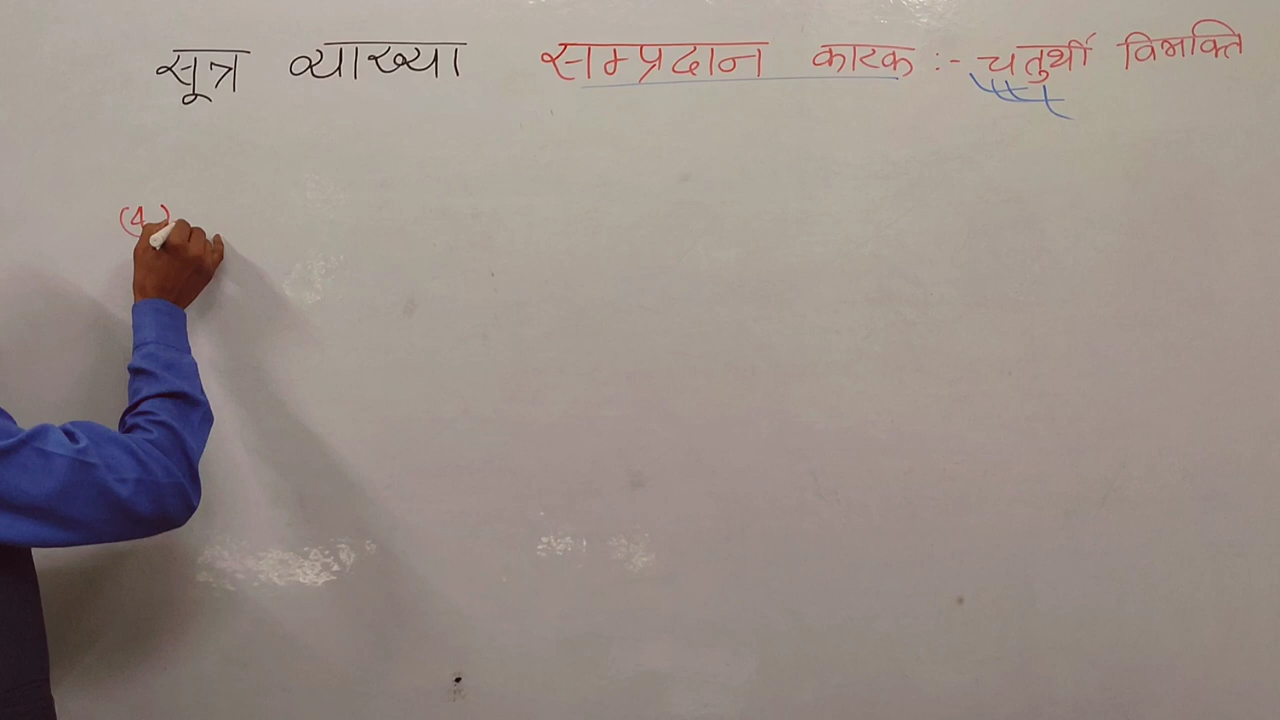 सूत्र व्याख्या सम्प्रदान कारक :- चतुर्थी विभक्ति
(4)